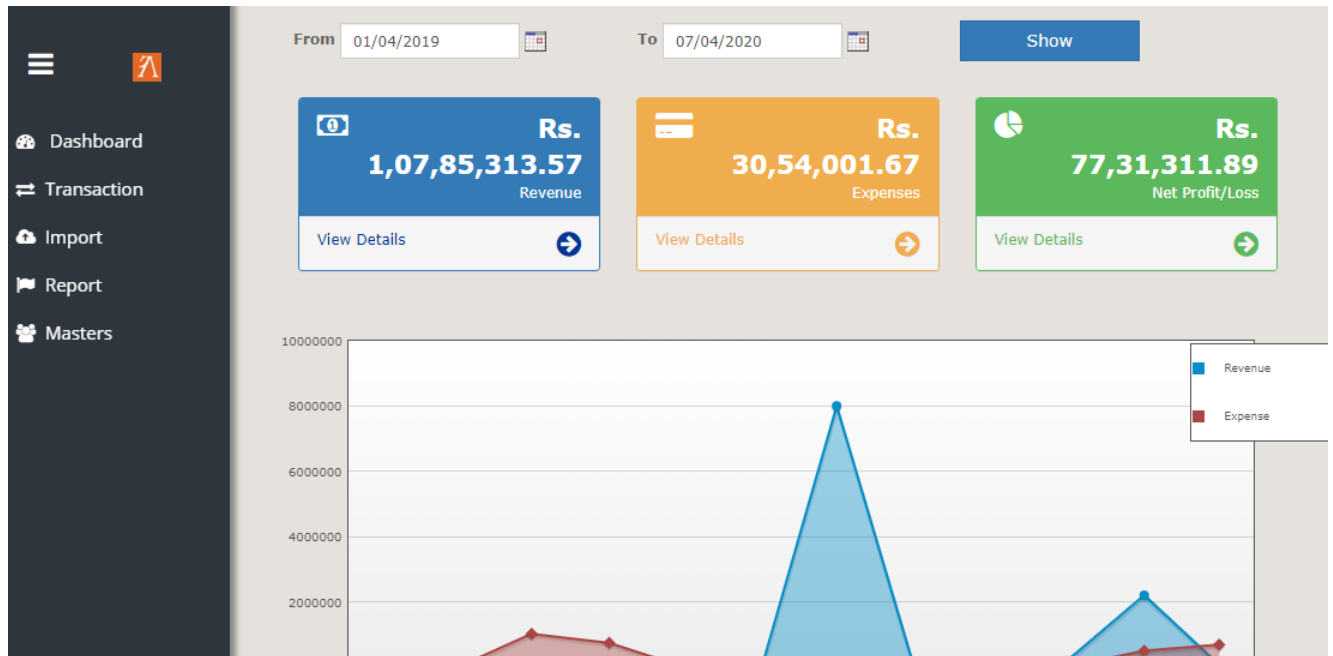 From 01/04/2019 To 07/04/2020 Show
Dashboard
Transaction
Import
Report
Masters
Rs.
1,07,85,313.57
Revenue
View Details
Rs.
30,54,001.67
Expenses
View Details
Rs.
77,31,311.89
Net Profit/Loss
View Details
10000000
8000000
6000000
4000000
2000000
Revenue
Expense